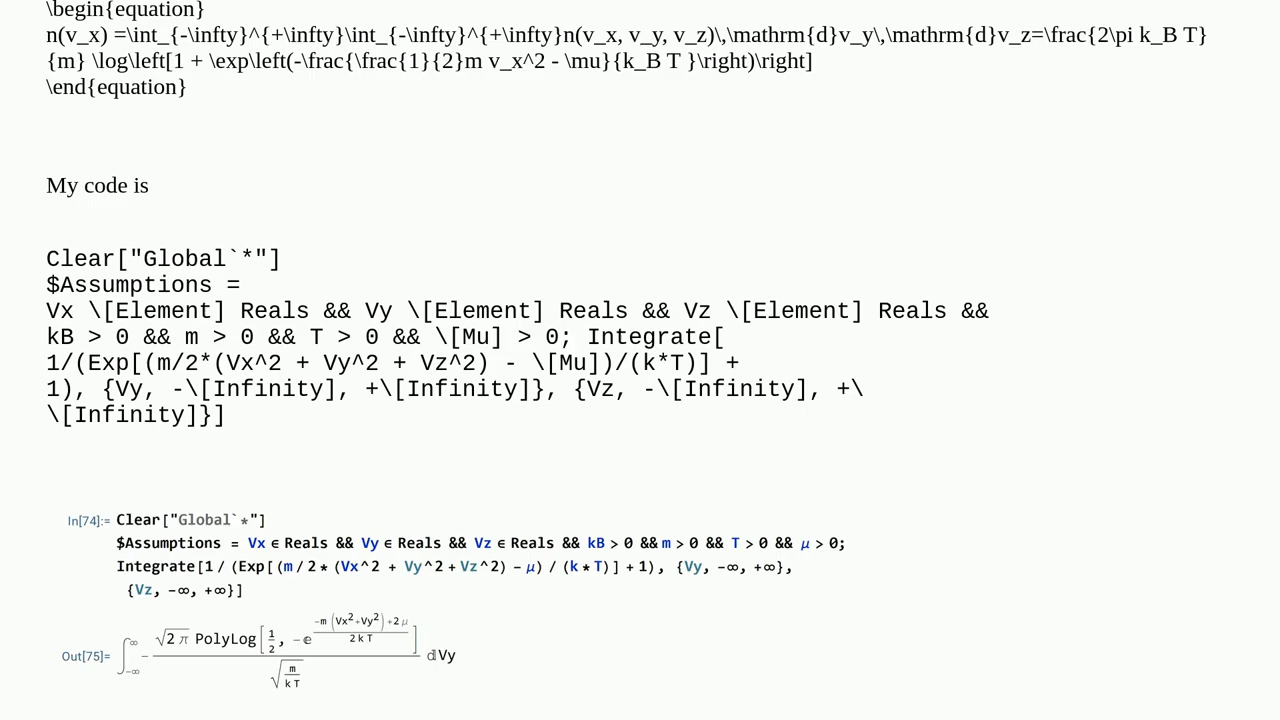 \begin{equation}
n(v_x) =\int_{-\infty}^{+\infty}\int_{-\infty}^{+\infty}n(v_x, v_y, v_z)\,\mathrm{d}v_y\,\mathrm{d}v_z=\frac{2\pi k_B T}
{m} \log\left[1 + \exp\left(-\frac{\frac{1}{2}m v_x^2 - \mu}{k_B T }\right)\right]
\end{equation}
My code is
Clear["Global`*"]
$Assumptions =
Vx \[Element] Reals && Vy \[Element] Reals && Vz \[Element] Reals &&
kB > 0 && m > 0 && T > 0 && \[Mu] > 0; Integrate[
1/(Exp[(m/2*(Vx^2 + Vy^2 + Vz^2) - \[Mu])/(k*T)] +
1), {Vy, -\[Infinity], +\[Infinity]}, {Vz, -\[Infinity], +\
\[Infinity]}]
In[74]:= Clear["Global`*"]
$Assumptions = Vx ∈ Reals && Vy ∈ Reals && Vz ∈ Reals && kB > 0 && m > 0 && T > 0 && μ > 0;
Integrate[1 / (Exp[(m / 2 * (Vx^2 + Vy^2 + Vz^2) - μ) / (k * T)] + 1), {Vy, -∞, +∞},
{Vz, -∞, +∞}]
Out[75]= ∫_{-∞}^{∞} - (√(2 π) PolyLog[1/2, -ⅇ^((-m (Vx^2+Vy^2)+2 μ)/(2 k T))]) / √(m/(k T)) ⅆVy